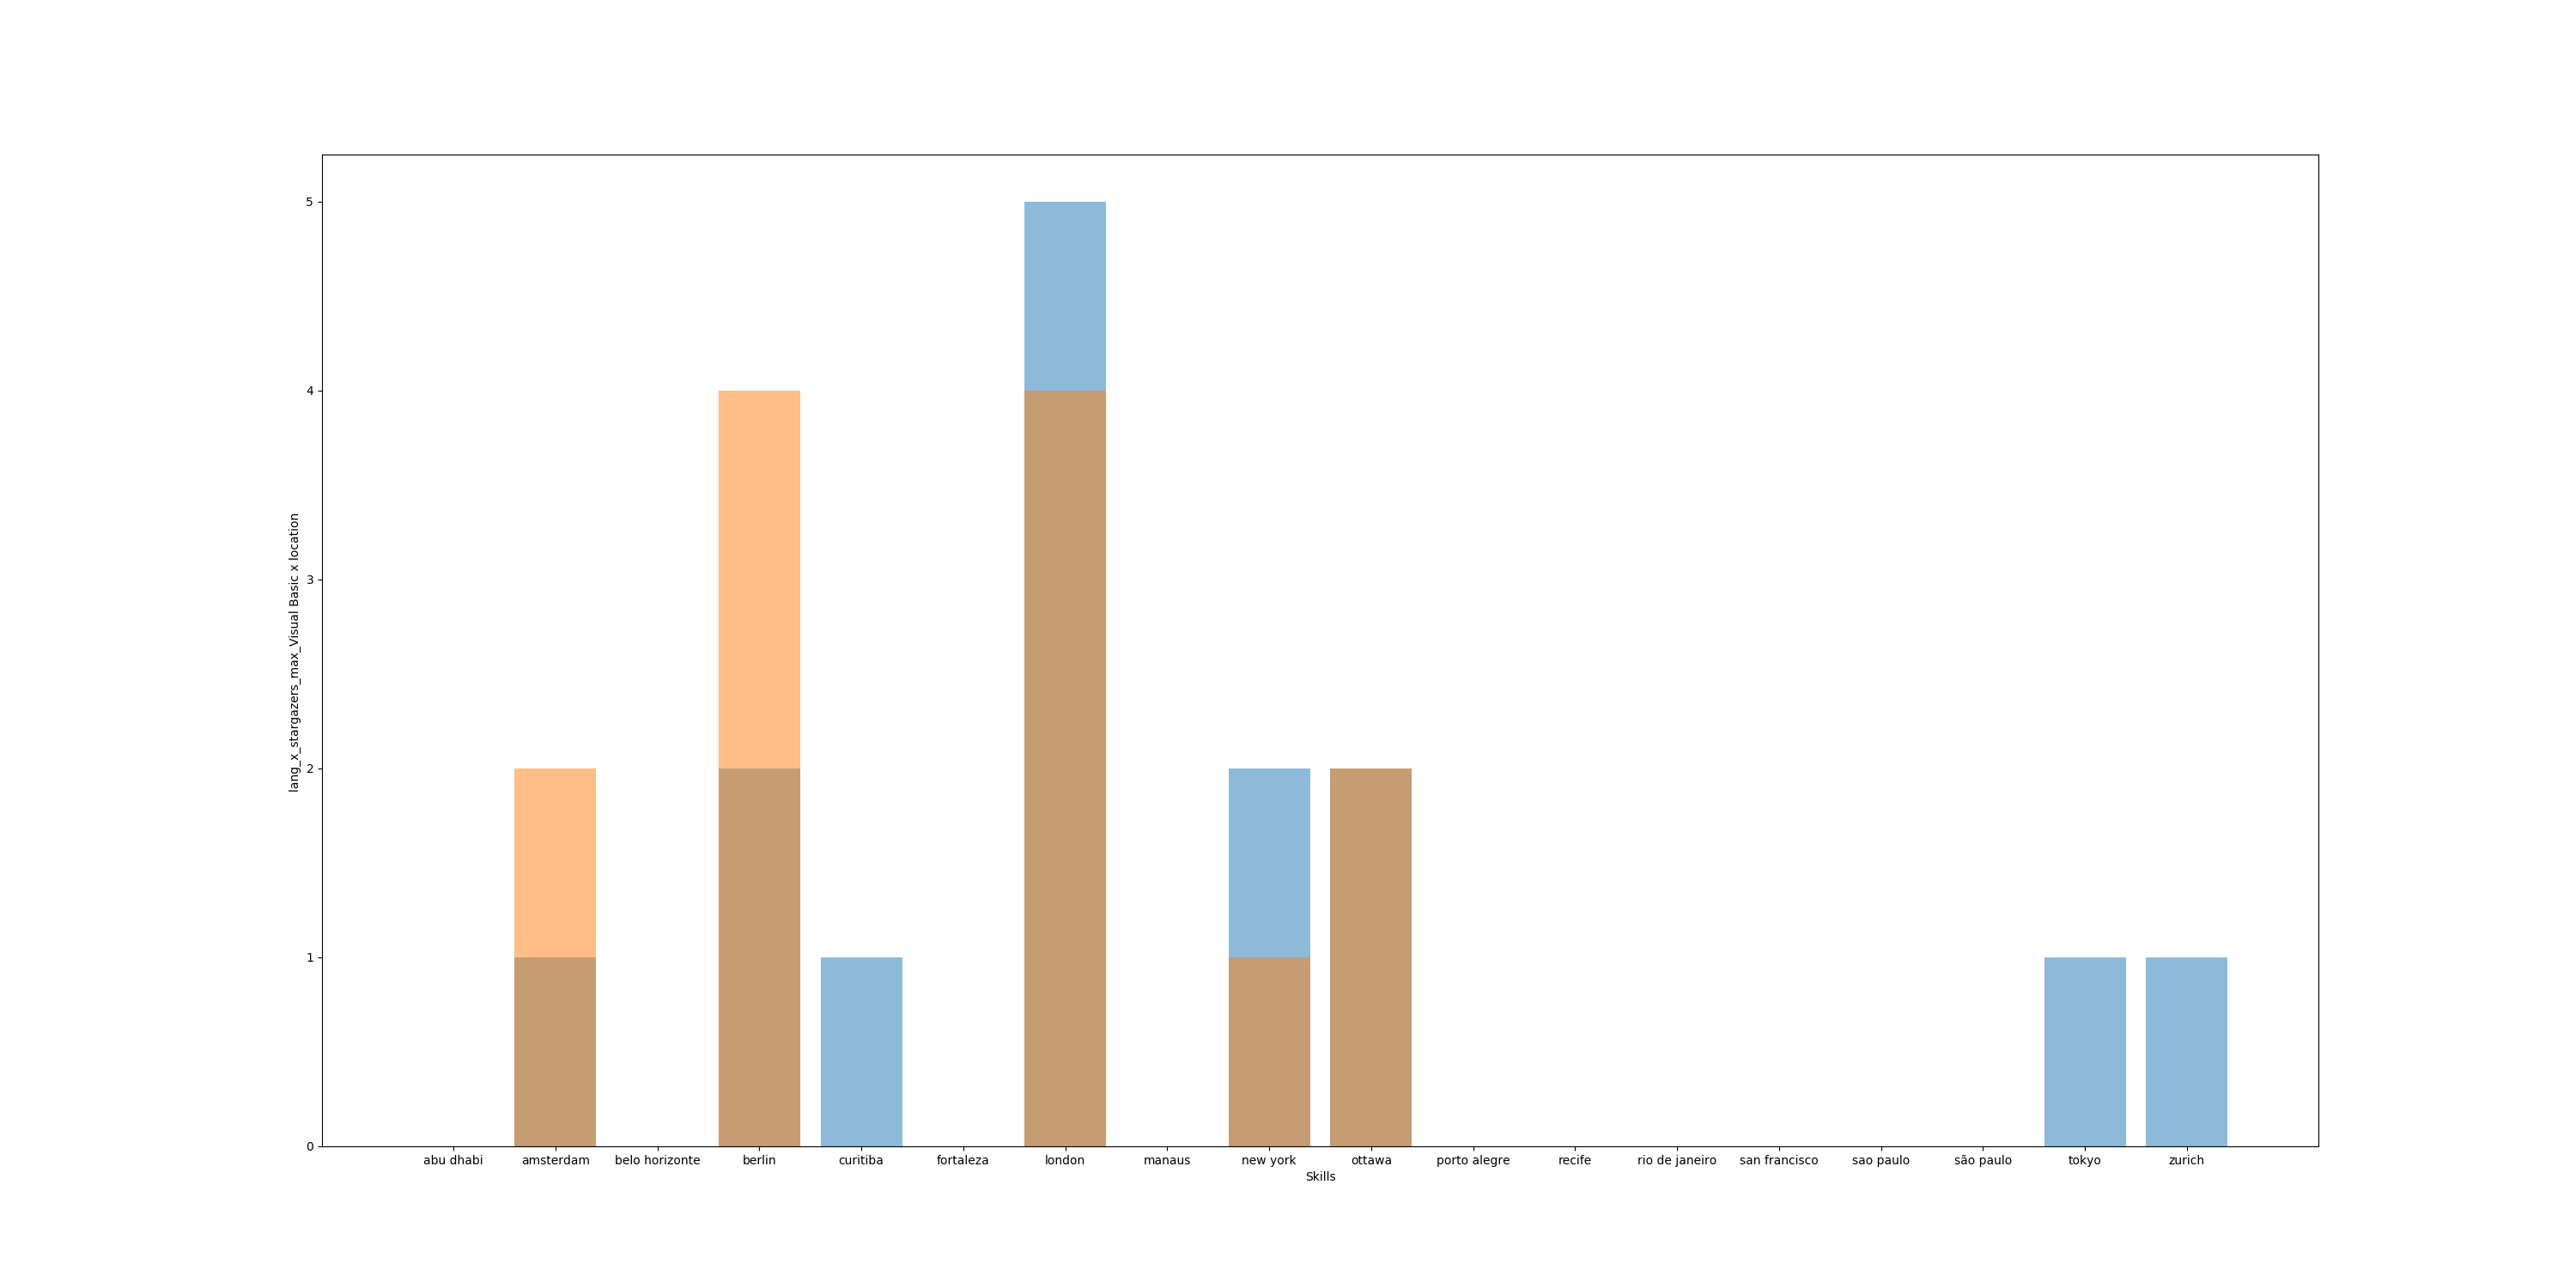 lang_x_stargazers_max_Visual Basic x location
5
4
3
2
1
0
abu dhabi amsterdam belo horizonte berlin curitiba fortaleza london manaus new york ottawa porto alegre recife rio de janeiro san francisco sao paulo são paulo tokyo zurich
Skills